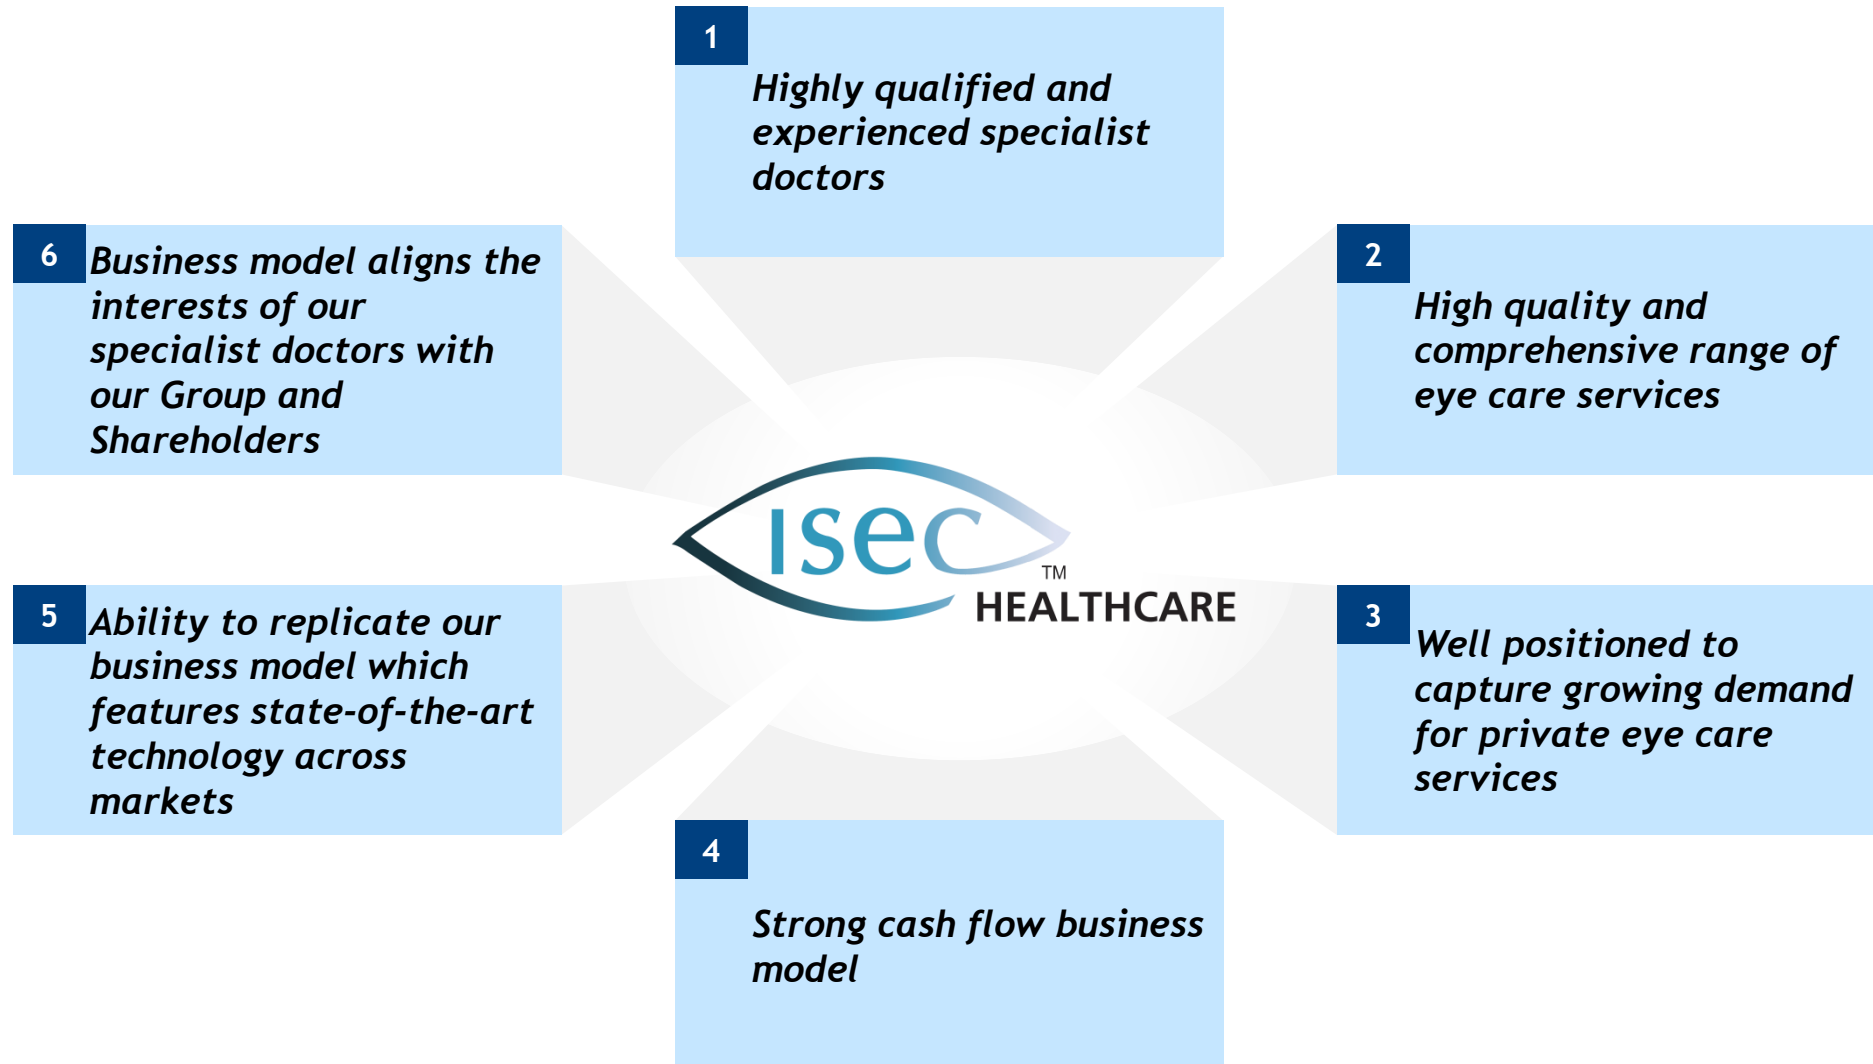 1
Highly qualified and
experienced specialist
doctors
2
High quality and
comprehensive range of
eye care services
3
Well positioned to
capture growing demand
for private eye care
services
4
Strong cash flow business
model
5
Ability to replicate our
business model which
features state-of-the-art
technology across
markets
6
Business model aligns the
interests of our
specialist doctors with
our Group and
Shareholders
ISec
TM
HEALTHCARE